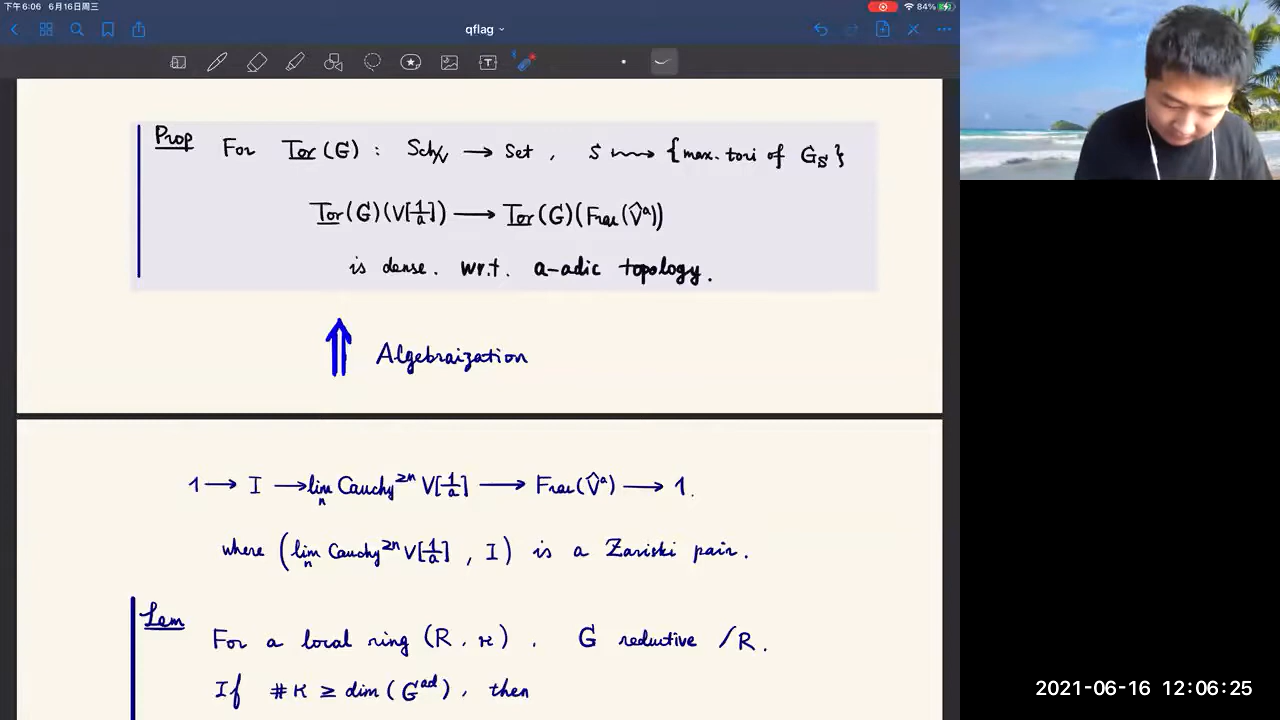 下午6:06 6月16日周三
84%
qflag
Prop For Tor(G) : Sch/V → Set , S ⇝ {max. tori of G_S}
Tor(G)(V[1/a]) → Tor(G)(Frac(V̂^a))
is dense. w.r.t. a-adic topology.
⇑ Algebraization
1 → I → lim_n Cauchy^{≥n} V[1/a] → Frac(V̂^a) → 1.
where (lim_n Cauchy^{≥n} V[1/a] , I) is a Zariski pair.
Lem
For a local ring (R, κ) . G reductive /R.
If #κ ≥ dim(G^{ad}), then
2021-06-16 12:06:25